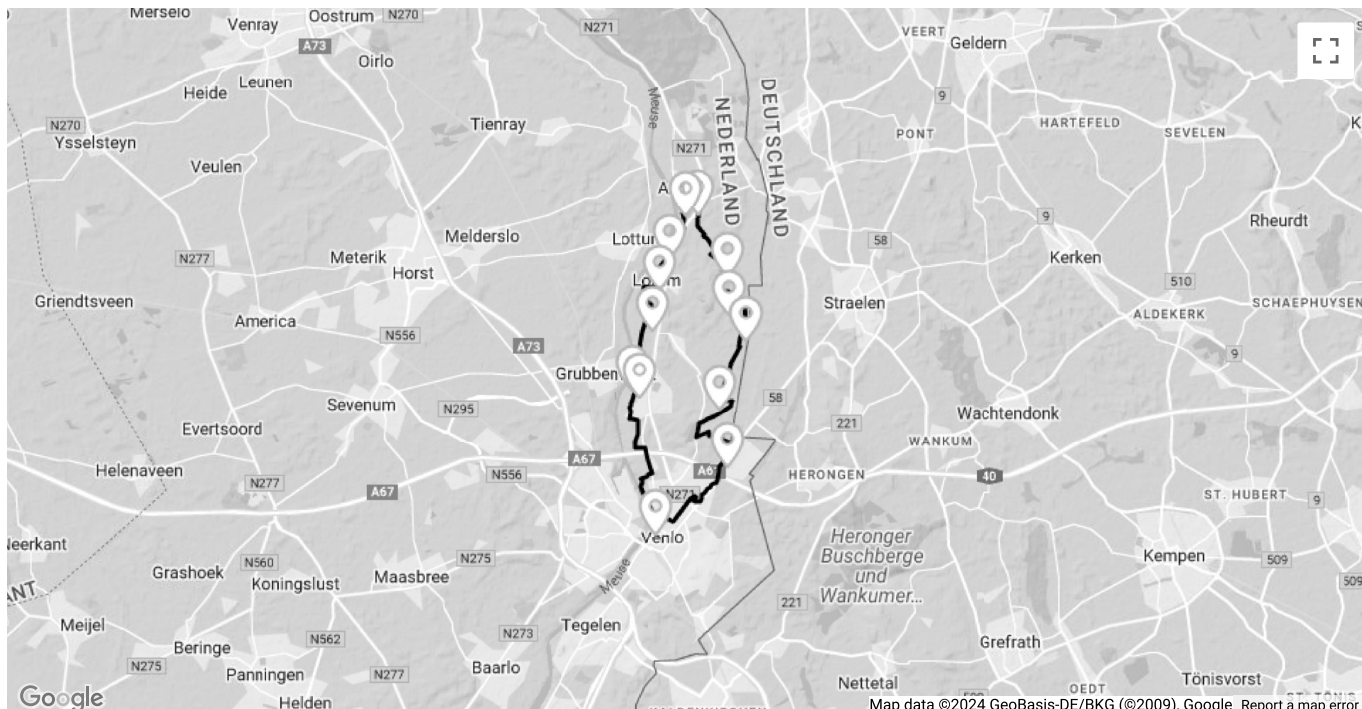 Merselo
Venray
Oostrum
N270
N271
VEERT
Geldern
A73
Oirlo
Leunen
Heide
Meuse
DEUTSCHLAND
9
N270
Ysselsteyn
Tienray
NEDERLAND
PONT
HARTEFELD
SEVELEN
Veulen
N271
A
Meterik
Melderslo
Horst
N277
Lottum
58
9
Kerken
Rheurdt
510
Griendtsveen
America
N556
Straelen
SCHAEPHUYSEN
ALDEKERK
A73
9
Grubben
Sevenum
N295
58
221
Wachtendonk
Evertsoord
WANKUM
Helenaveen
N277
A67
N556
A67
A67
HERONGEN
40
N271
ST. HUBERT
9
Neerkant
Venlo
Heronger
Buschberge
und
Wankumer...
Kempen
509
509
N560
N275
Grashoek
Koningslust
Maasbree
Meuse
221
Meijel
Beringe
N562
N273
Tegelen
Grefrath
N275
Panningen
N277
Baarlo
Nettetal
OEDT
Tönisvorst
Helden
Google
Map data ©2024 GeoBasis-DE/BKG (©2009), Google
Report a map error